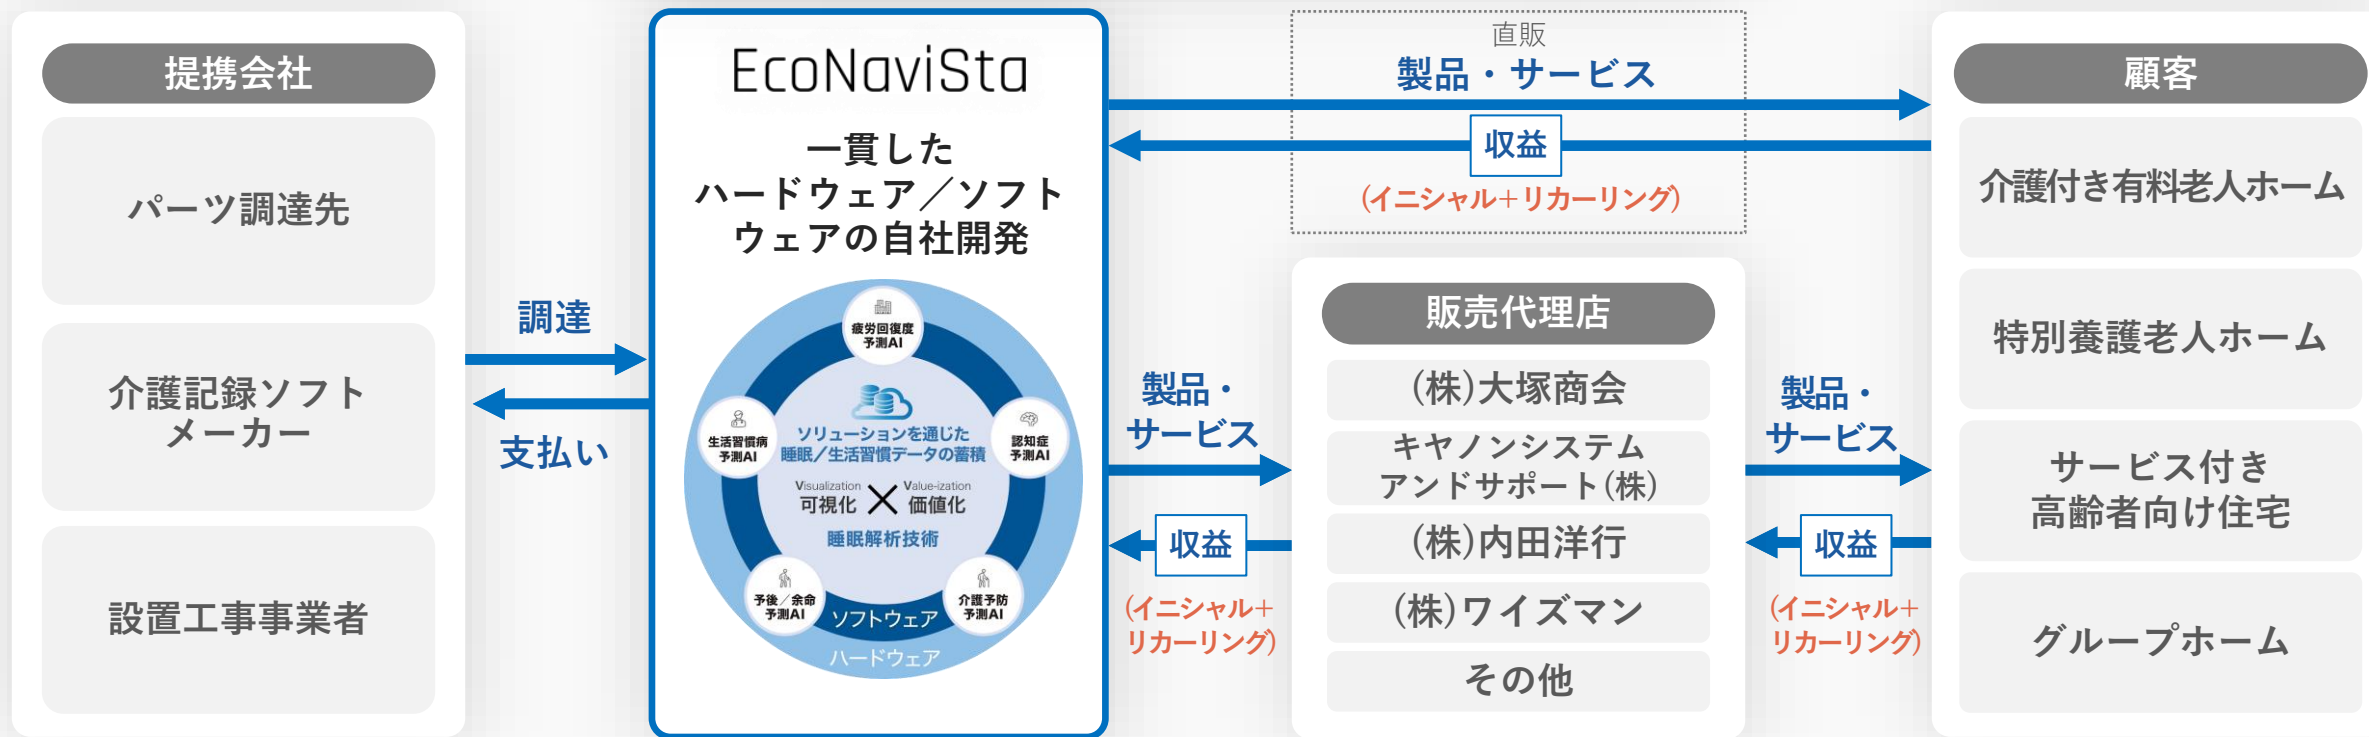 提携会社
パーツ調達先
介護記録ソフト
メーカー
設置工事事業者
調達
支払い
EcoNaviSta
一貫した
ハードウェア／ソフト
ウェアの自社開発
疲労回復度
予測AI
生活習慣病
予測AI
認知症
予測AI
ソリューションを通じた
睡眠／生活習慣データの蓄積
Visualization
可視化
×
Value-ization
価値化
睡眠解析技術
予後／余命
予測AI
介護予防
予測AI
ソフトウェア
ハードウェア
直販
製品・サービス
収益
(イニシャル＋リカーリング)
製品・
サービス
収益
(イニシャル＋
リカーリング)
販売代理店
(株)大塚商会
キヤノンシステム
アンドサポート(株)
(株)内田洋行
(株)ワイズマン
その他
製品・
サービス
収益
(イニシャル＋
リカーリング)
顧客
介護付き有料老人ホーム
特別養護老人ホーム
サービス付き
高齢者向け住宅
グループホーム